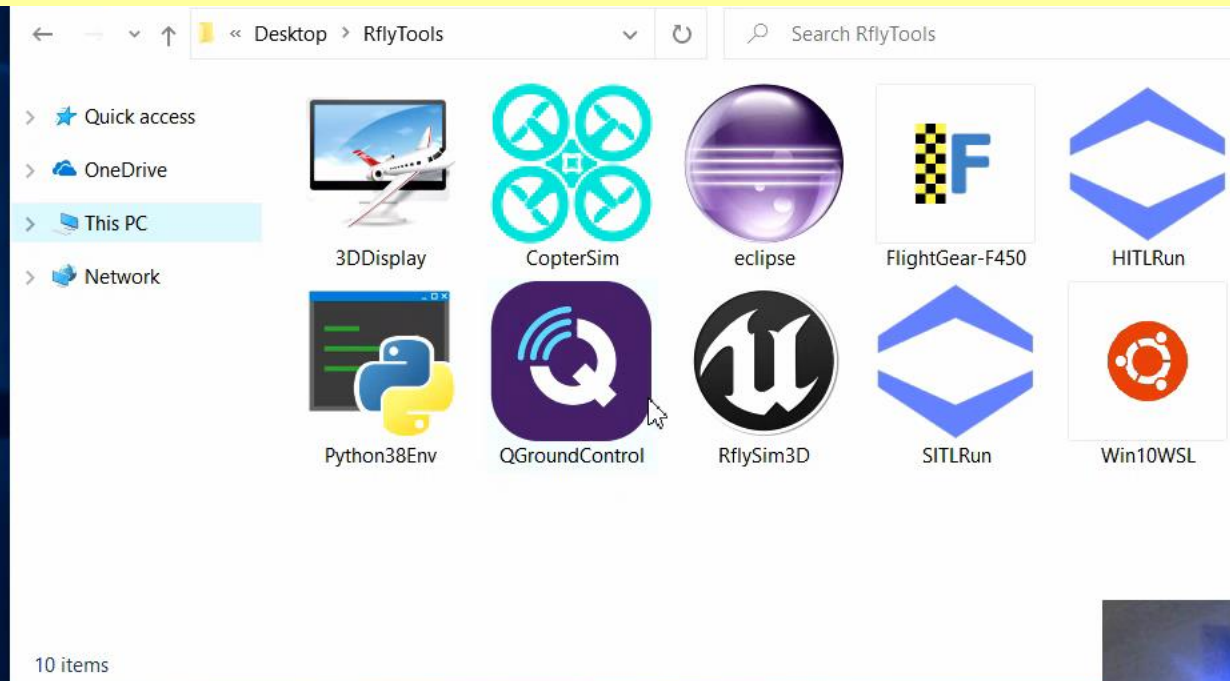 « Desktop > RflyTools
Search RflyTools
Quick access
OneDrive
This PC
Network
3DDisplay
CopterSim
eclipse
FlightGear-F450
HITLRun
Python38Env
QGroundControl
RflySim3D
SITLRun
Win10WSL
10 items